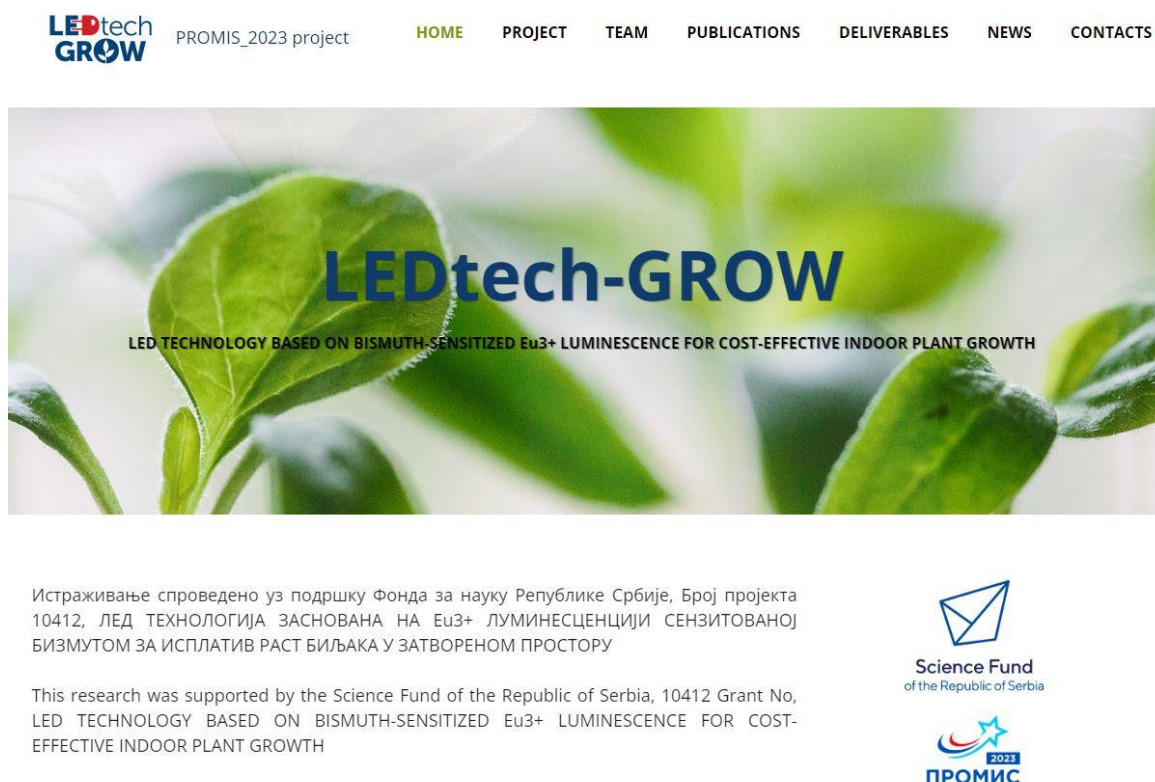 LEDtech
GROW
PROMIS_2023 project
HOME PROJECT TEAM PUBLICATIONS DELIVERABLES NEWS CONTACTS
LEDtech-GROW
LED TECHNOLOGY BASED ON BISMUTH-SENSITIZED Eu3+ LUMINESCENCE FOR COST-EFFECTIVE INDOOR PLANT GROWTH
Истраживање спроведено уз подршку Фонда за науку Републике Србије, Број пројекта
10412, ЛЕД ТЕХНОЛОГИЈА ЗАСНОВАНА НА Eu3+ ЛУМИНЕСЦЕНЦИЈИ СЕНЗИТОВАНОЈ
БИЗМУТОМ ЗА ИСПЛАТИВ РАСТ БИЉАКА У ЗАТВОРЕНОМ ПРОСТОРУ
This research was supported by the Science Fund of the Republic of Serbia, 10412 Grant No,
LED TECHNOLOGY BASED ON BISMUTH-SENSITIZED Eu3+ LUMINESCENCE FOR COST-
EFFECTIVE INDOOR PLANT GROWTH
Science Fund
of the Republic of Serbia
2023
ПРОМИС